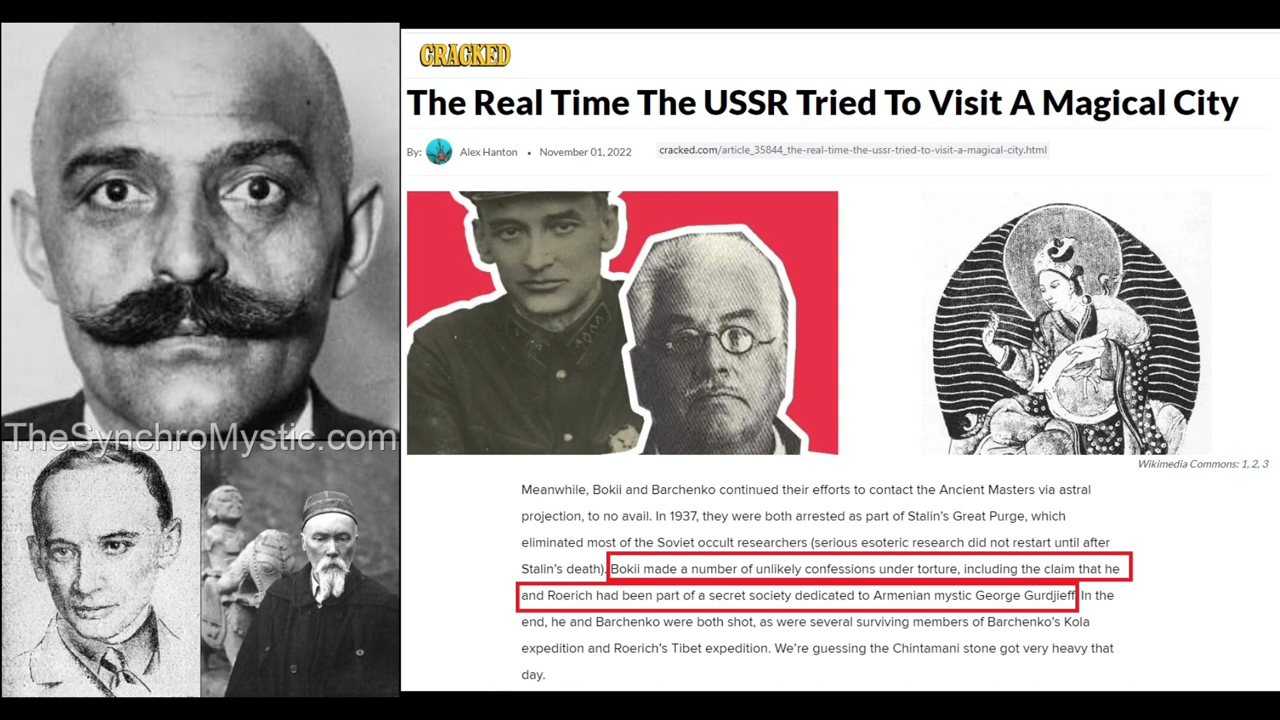 CRACKED
The Real Time The USSR Tried To Visit A Magical City
By: Alex Hanton • November 01, 2022 cracked.com/article_35844_the-real-time-the-ussr-tried-to-visit-a-magical-city.html
TheSynchroMystic.com
Wikimedia Commons: 1, 2, 3
Meanwhile, Bokii and Barchenko continued their efforts to contact the Ancient Masters via astral
projection, to no avail. In 1937, they were both arrested as part of Stalin's Great Purge, which
eliminated most of the Soviet occult researchers (serious esoteric research did not restart until after
Stalin's death). Bokii made a number of unlikely confessions under torture, including the claim that he
and Roerich had been part of a secret society dedicated to Armenian mystic George Gurdjieff. In the
end, he and Barchenko were both shot, as were several surviving members of Barchenko's Kola
expedition and Roerich's Tibet expedition. We're guessing the Chintamani stone got very heavy that
day.